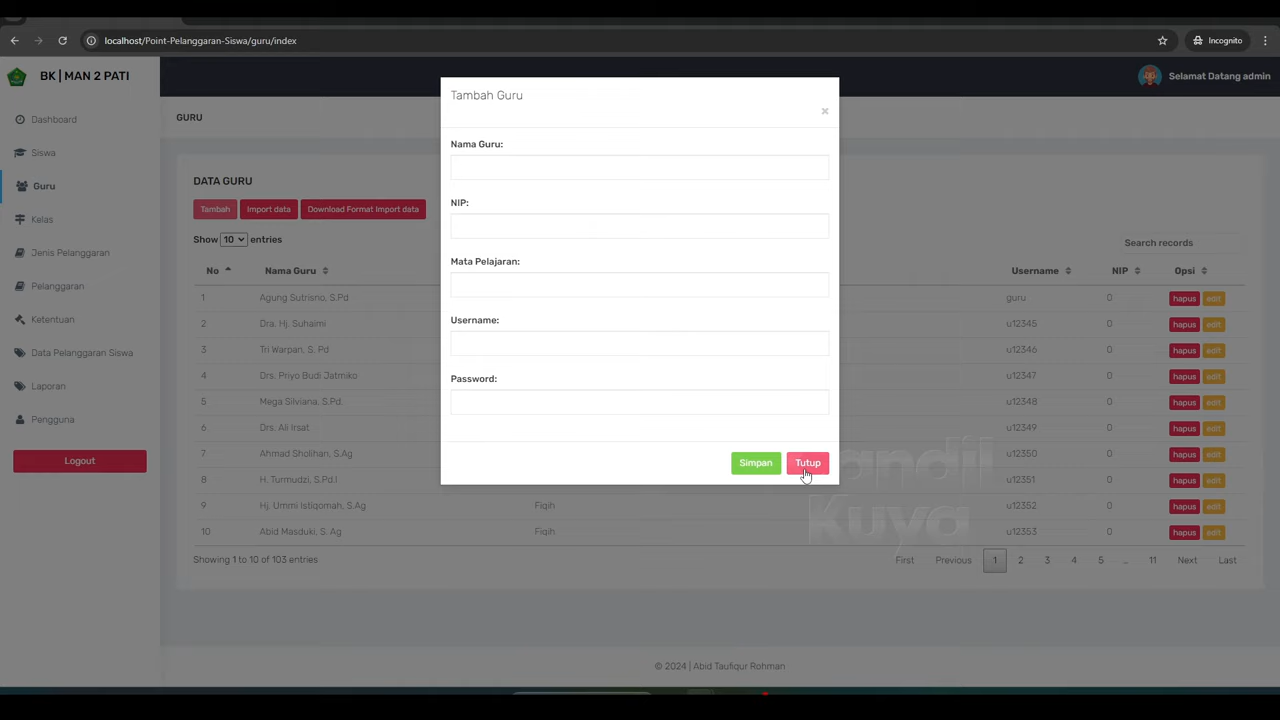 localhost/Point-Pelanggaran-Siswa/guru/index
Incognito
BK | MAN 2 PATI
Selamat Datang admin
Dashboard
Siswa
Guru
Kelas
Jenis Pelanggaran
Pelanggaran
Ketentuan
Data Pelanggaran Siswa
Laporan
Pengguna
Logout
GURU
DATA GURU
Tambah
Import data
Download Format Import data
Show 10 entries
Search records
No
Nama Guru
Username
NIP
Opsi
1 Agung Sutrisno, S.Pd guru 0 hapus edit
2 Dra. Hj. Suhaimi u12345 0 hapus edit
3 Tri Warpan, S. Pd u12346 0 hapus edit
4 Drs. Priyo Budi Jatmiko u12347 0 hapus edit
5 Mega Silviana, S.Pd. u12348 0 hapus edit
6 Drs. Ali Irsat u12349 0 hapus edit
7 Ahmad Sholihan, S.Ag u12350 0 hapus edit
8 H. Turmudzi, S.Pd.I u12351 0 hapus edit
9 Hj. Ummi Istiqomah, S.Ag Fiqih u12352 0 hapus edit
10 Abid Masduki, S. Ag Fiqih u12353 0 hapus edit
Showing 1 to 10 of 103 entries
First Previous 1 2 3 4 5 ... 11 Next Last
Tambah Guru
×
Nama Guru:
NIP:
Mata Pelajaran:
Username:
Password:
Simpan
Tutup
andil
Kuya
© 2024 | Abid Taufiqur Rohman